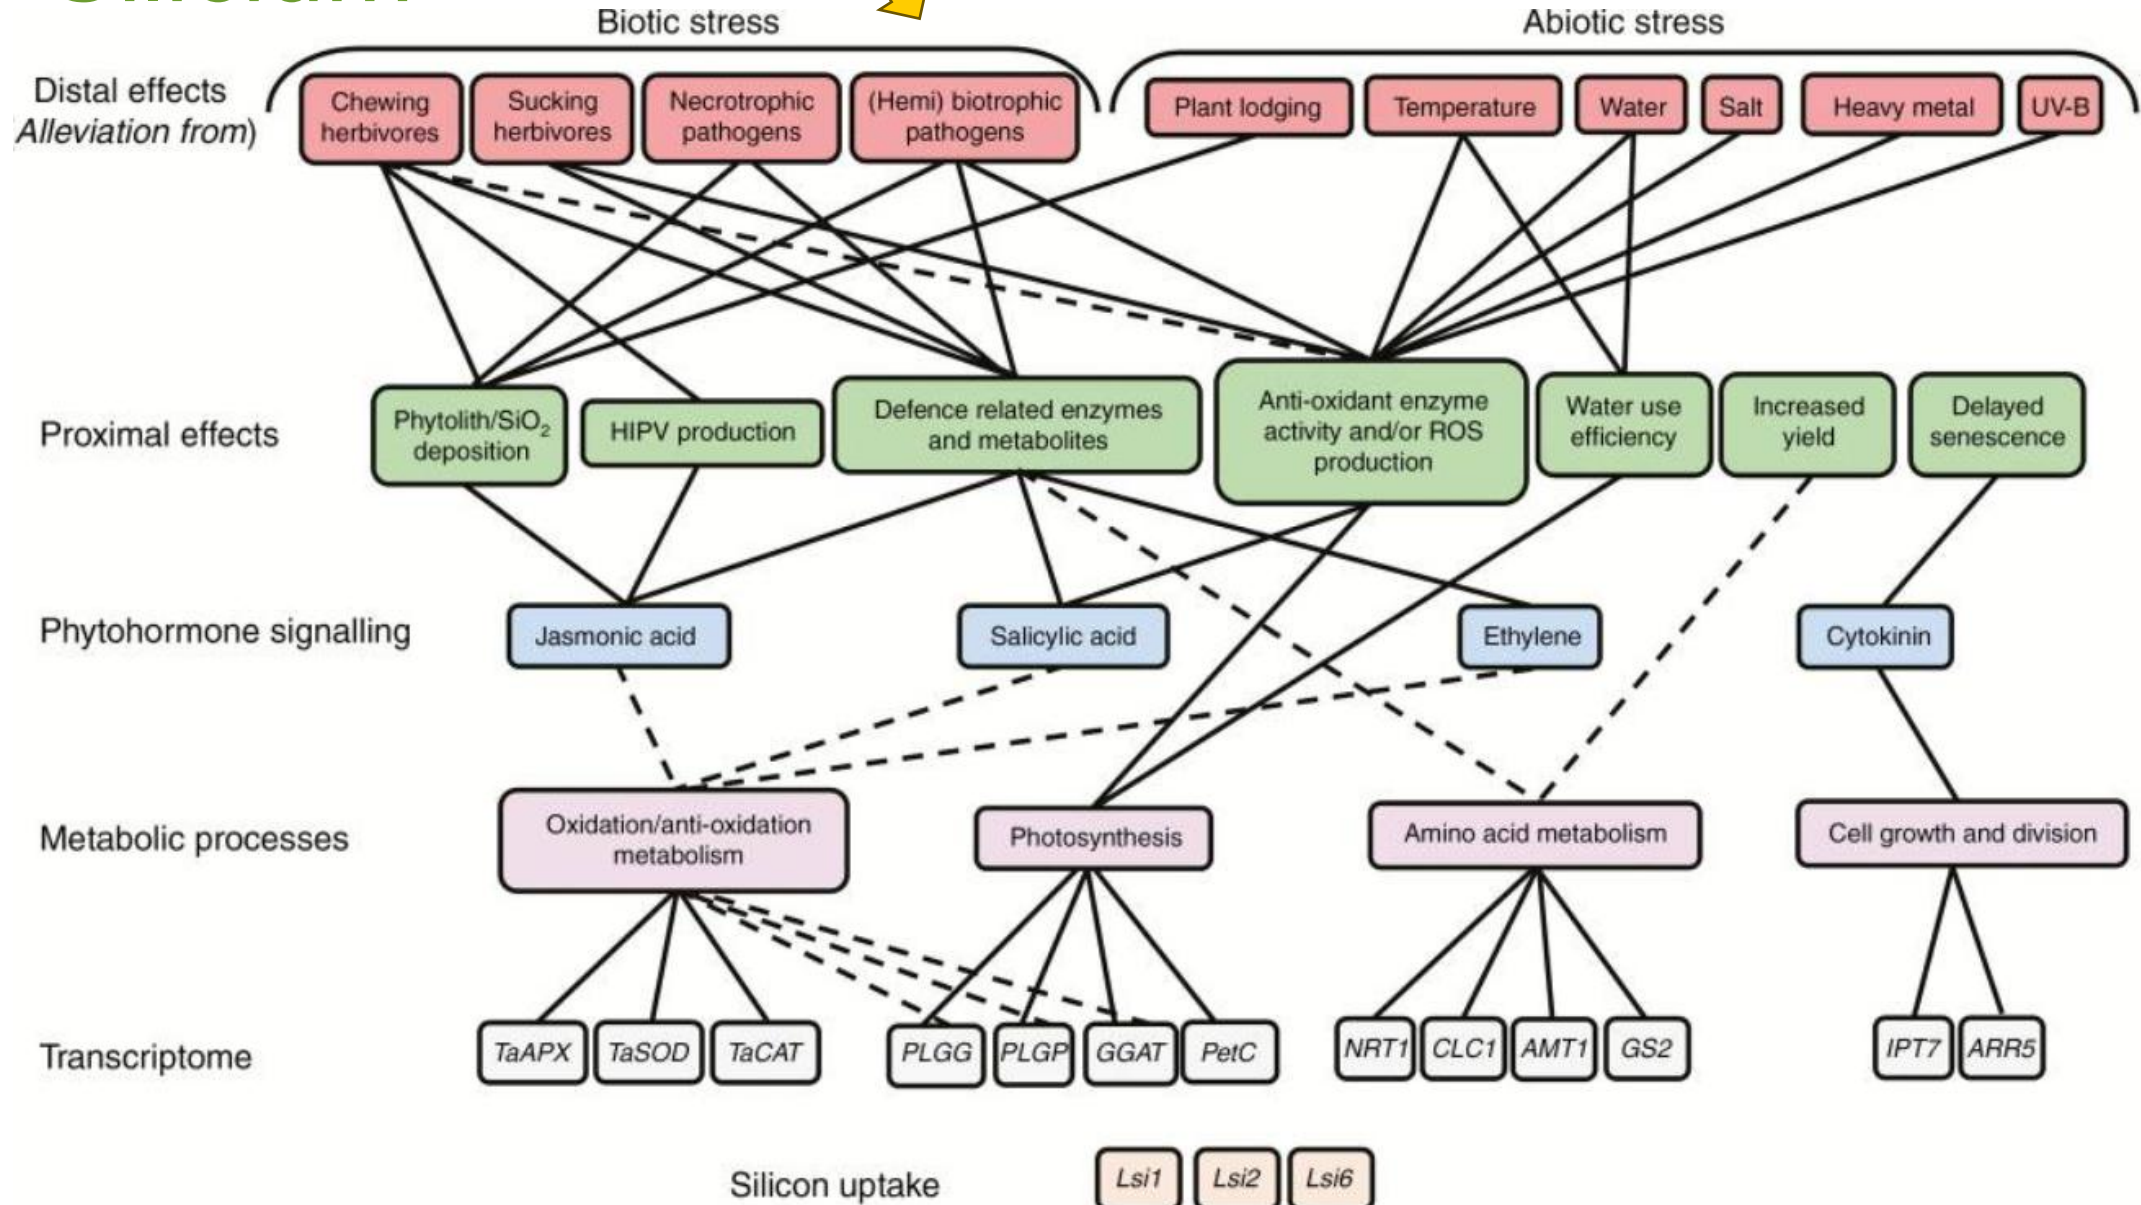 Biotic stress
Abiotic stress
Distal effects
(Alleviation from)
Chewing
herbivores
Sucking
herbivores
Necrotrophic
pathogens
(Hemi) biotrophic
pathogens
Plant lodging
Temperature
Water
Salt
Heavy metal
UV-B
Proximal effects
Phytolith/SiO₂
deposition
HIPV production
Defence related enzymes
and metabolites
Anti-oxidant enzyme
activity and/or ROS
production
Water use
efficiency
Increased
yield
Delayed
senescence
Phytohormone signalling
Jasmonic acid
Salicylic acid
Ethylene
Cytokinin
Metabolic processes
Oxidation/anti-oxidation
metabolism
Photosynthesis
Amino acid metabolism
Cell growth and division
Transcriptome
TaAPX
TaSOD
TaCAT
PLGG
PLGP
GGAT
PetC
NRT1
CLC1
AMT1
GS2
IPT7
ARR5
Silicon uptake
Lsi1
Lsi2
Lsi6